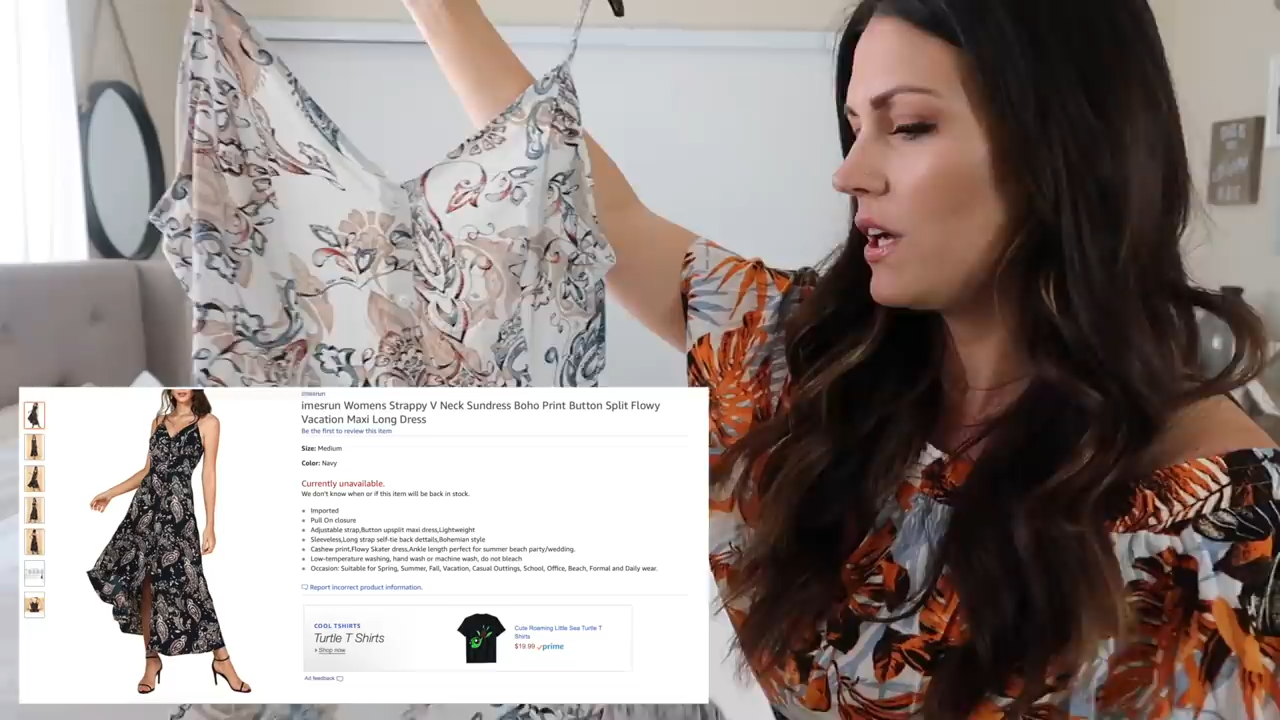 imesrun
imesrun Womens Strappy V Neck Sundress Boho Print Button Split Flowy
Vacation Maxi Long Dress
Be the first to review this item
Size: Medium
Color: Navy
Currently unavailable.
We don't know when or if this item will be back in stock.
Imported
Pull On closure
Adjustable strap,Button upsplit maxi dress,Lightweight
Sleeveless,Long strap self-tie back dettails,Bohemian style
Cashew print,Flowy Skater dress,Ankle length perfect for summer beach party/wedding.
Low-temperature washing, hand wash or machine wash, do not bleach
Occasion: Suitable for Spring, Summer, Fall, Vacation, Casual Outtings, School, Office, Beach, Formal and Daily wear.
Report incorrect product information.
COOL TSHIRTS
Turtle T Shirts
› Shop now
Cute Roaming Little Sea Turtle T
Shirts
$19.99 prime
Ad feedback